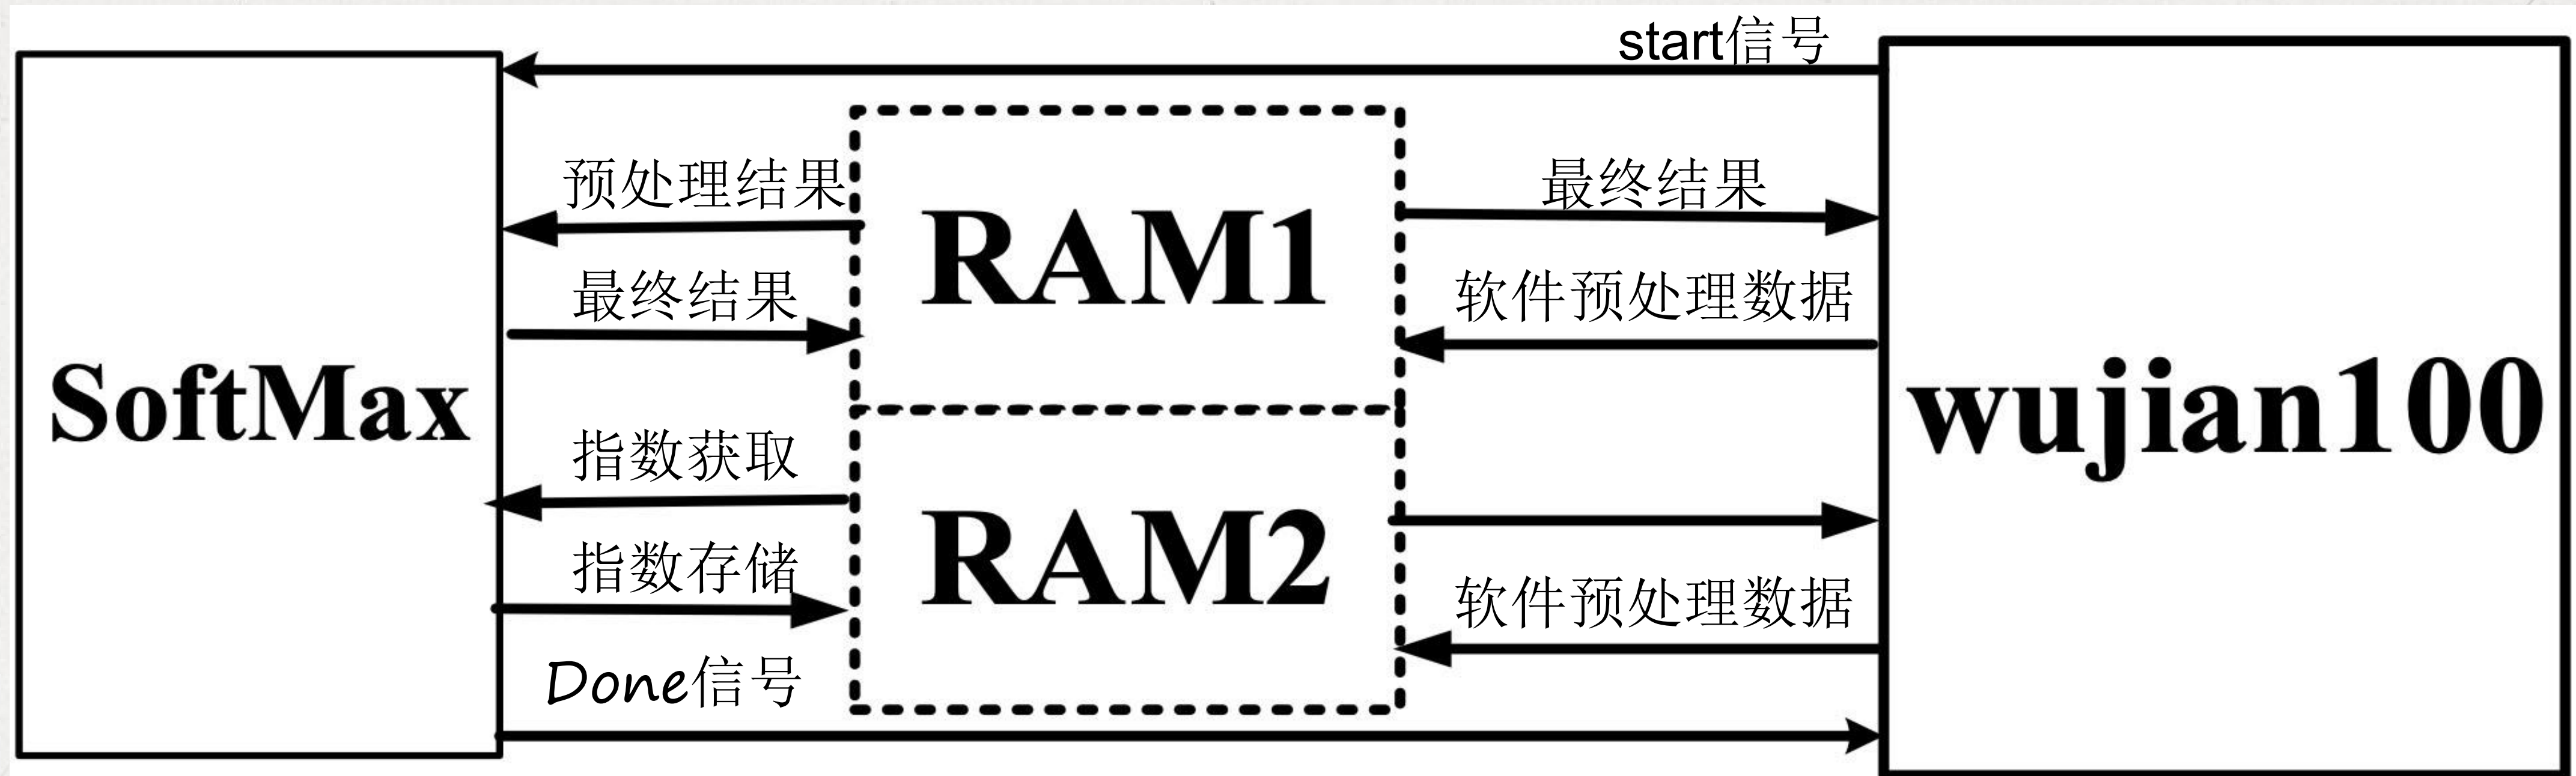 start信号
预处理结果
最终结果
RAM1
最终结果
软件预处理数据
SoftMax
wujian100
指数获取
指数存储
RAM2
软件预处理数据
Done信号